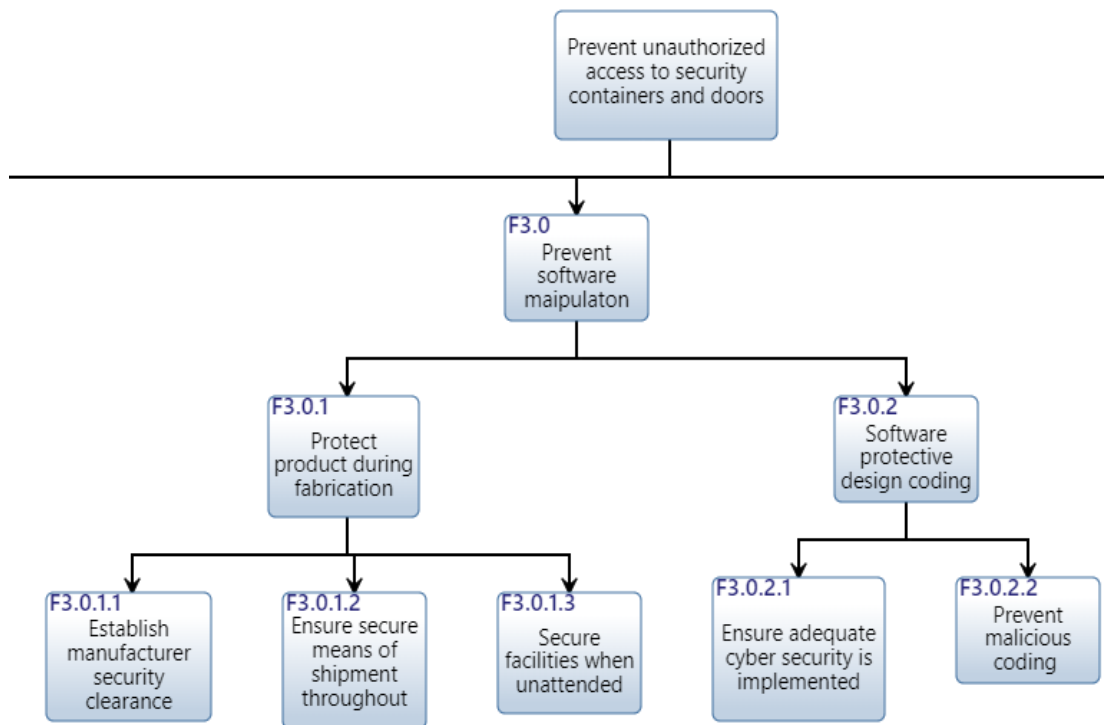 Prevent unauthorized
access to security
containers and doors
F3.0
Prevent
software
maipulaton
F3.0.1
Protect
product during
fabrication
F3.0.2
Software
protective
design coding
F3.0.1.1
Establish
manufacturer
security
clearance
F3.0.1.2
Ensure secure
means of
shipment
throughout
F3.0.1.3
Secure
facilities when
unattended
F3.0.2.1
Ensure adequate
cyber security is
implemented
F3.0.2.2
Prevent
malicious
coding